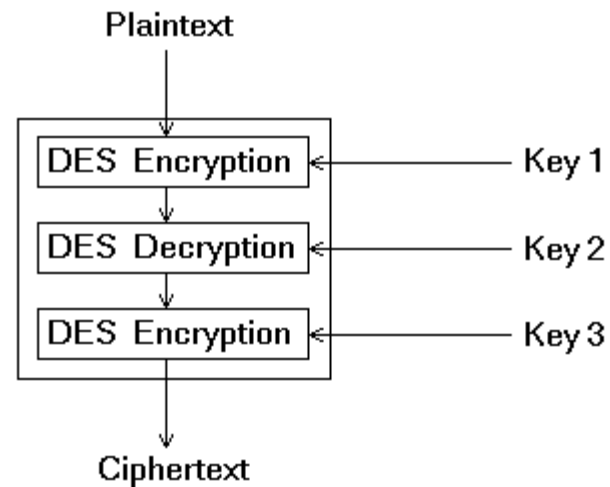 Plaintext
DES Encryption
Key 1
DES Decryption
Key 2
DES Encryption
Key 3
Ciphertext